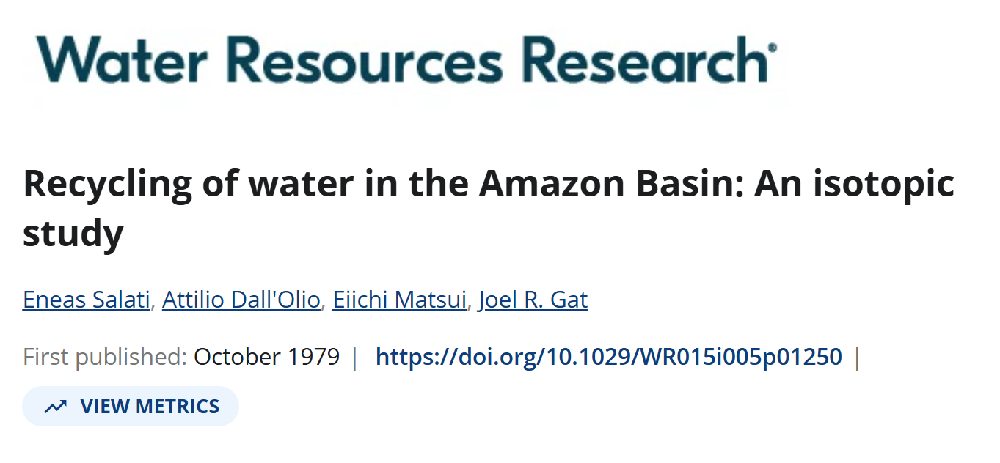 Water Resources Research®
Recycling of water in the Amazon Basin: An isotopic
study
Eneas Salati, Attilio Dall'Olio, Eiichi Matsui, Joel R. Gat
First published: October 1979 | https://doi.org/10.1029/WR015i005p01250 |
VIEW METRICS